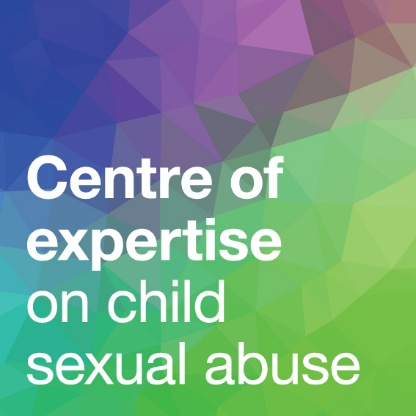 Centre of
expertise
on child
sexual abuse